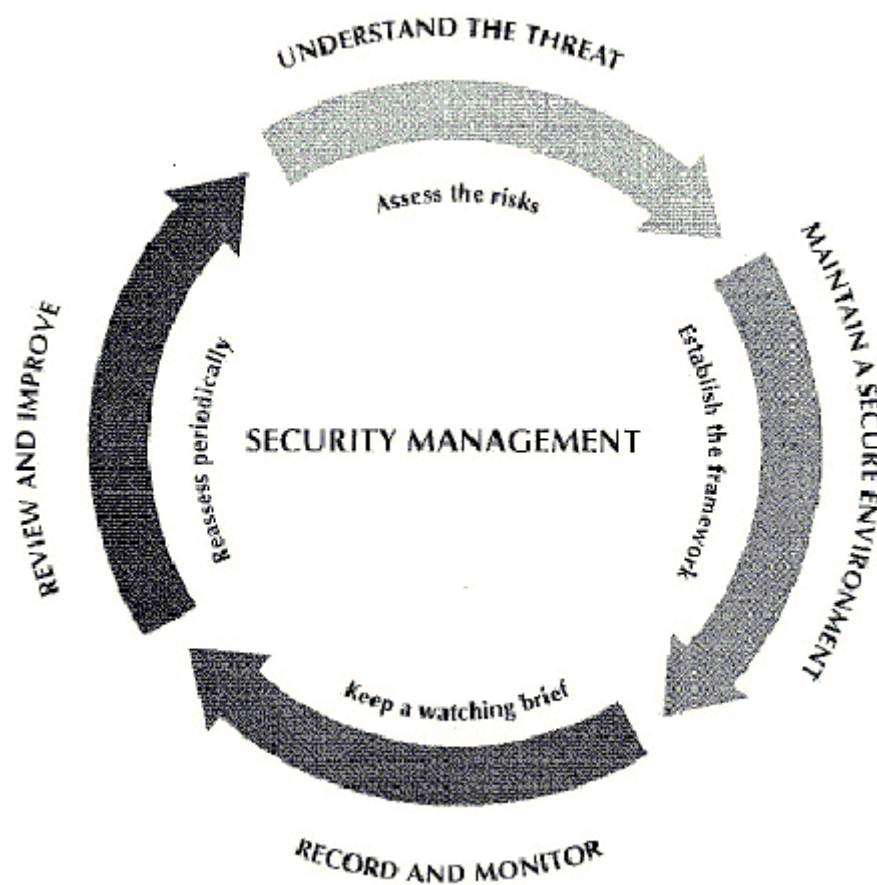 UNDERSTAND THE THREAT
Assess the risks
MAINTAIN A SECURE ENVIRONMENT
Establish the framework
SECURITY MANAGEMENT
REVIEW AND IMPROVE
Reassess periodically
Keep a watching brief
RECORD AND MONITOR